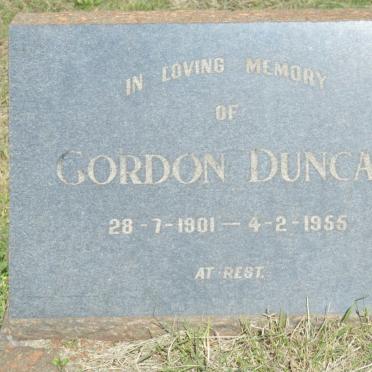 IN LOVING MEMORY
OF
GORDON DUNCA
28-7-1901 — 4-2-1955
AT REST.